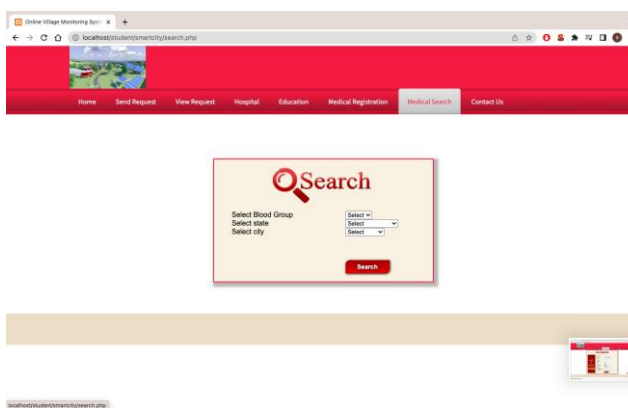 Online Village Monitoring Syst
localhost/student/smartcity/search.php
Home Send Request View Request Hospital Education Medical Registration Medical Search Contact Us
Search
Select Blood Group Select
Select state Select
Select city Select
Search
localhost/student/smartcity/search.php